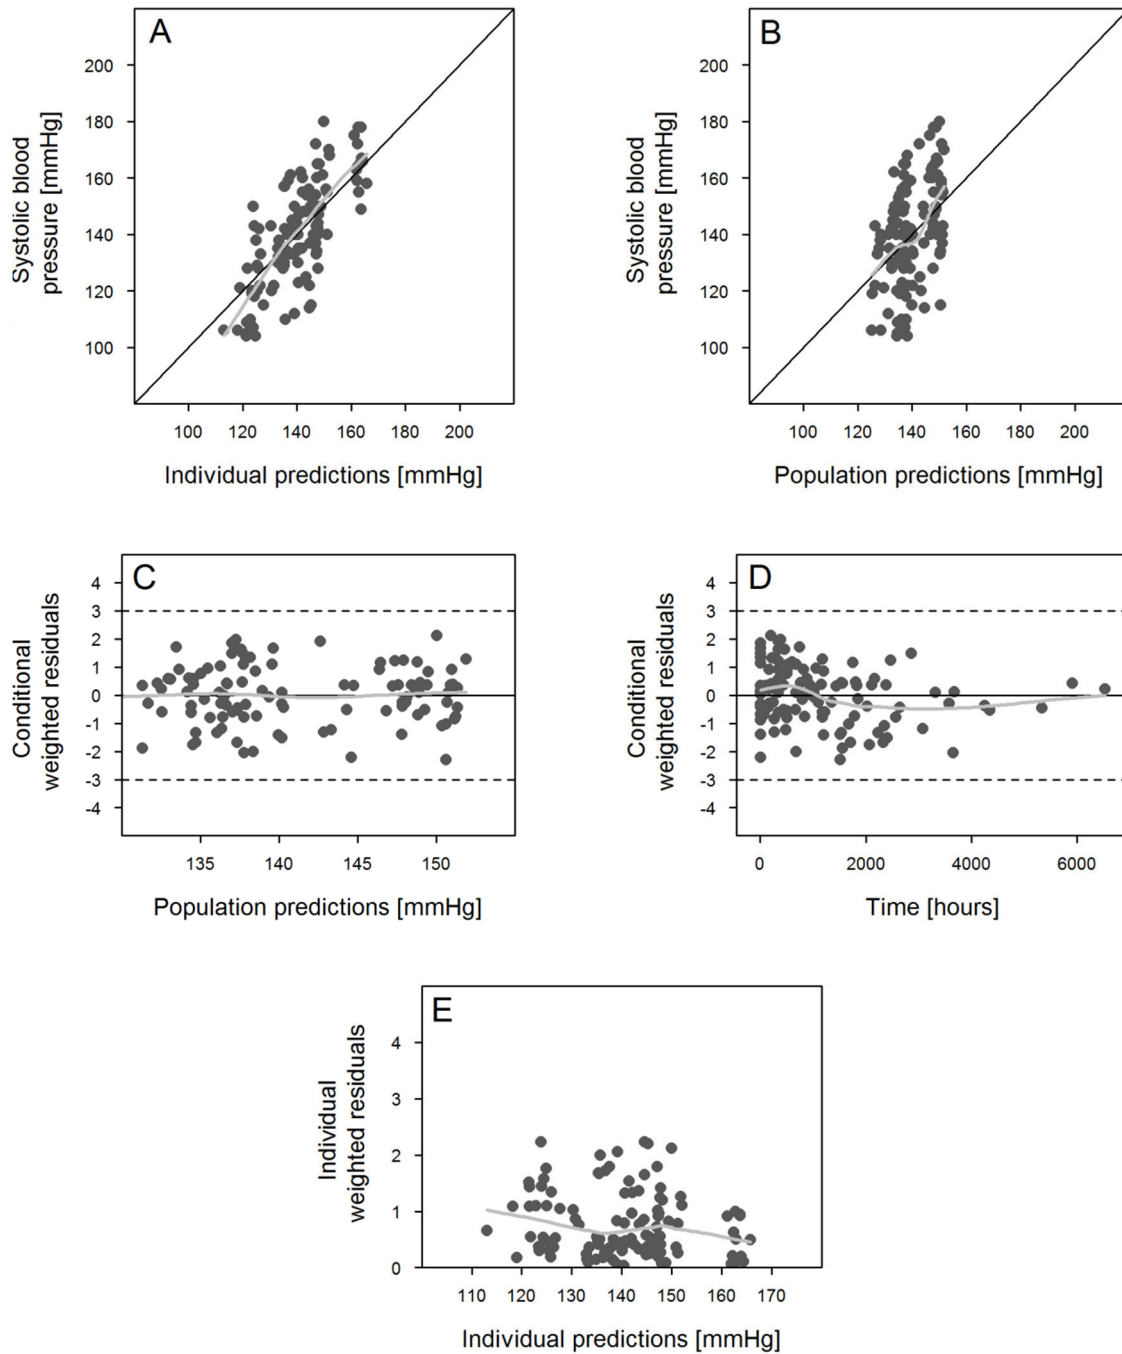 A
200
180
160
140
120
100
Systolic blood
pressure [mmHg]
100 120 140 160 180 200
Individual predictions [mmHg]
B
200
180
160
140
120
100
Systolic blood
pressure [mmHg]
100 120 140 160 180 200
Population predictions [mmHg]
C
4
3
2
1
0
-1
-2
-3
-4
Conditional
weighted residuals
135 140 145 150
Population predictions [mmHg]
D
4
3
2
1
0
-1
-2
-3
-4
Conditional
weighted residuals
0 2000 4000 6000
Time [hours]
E
4
3
2
1
0
Individual
weighted residuals
110 120 130 140 150 160 170
Individual predictions [mmHg]